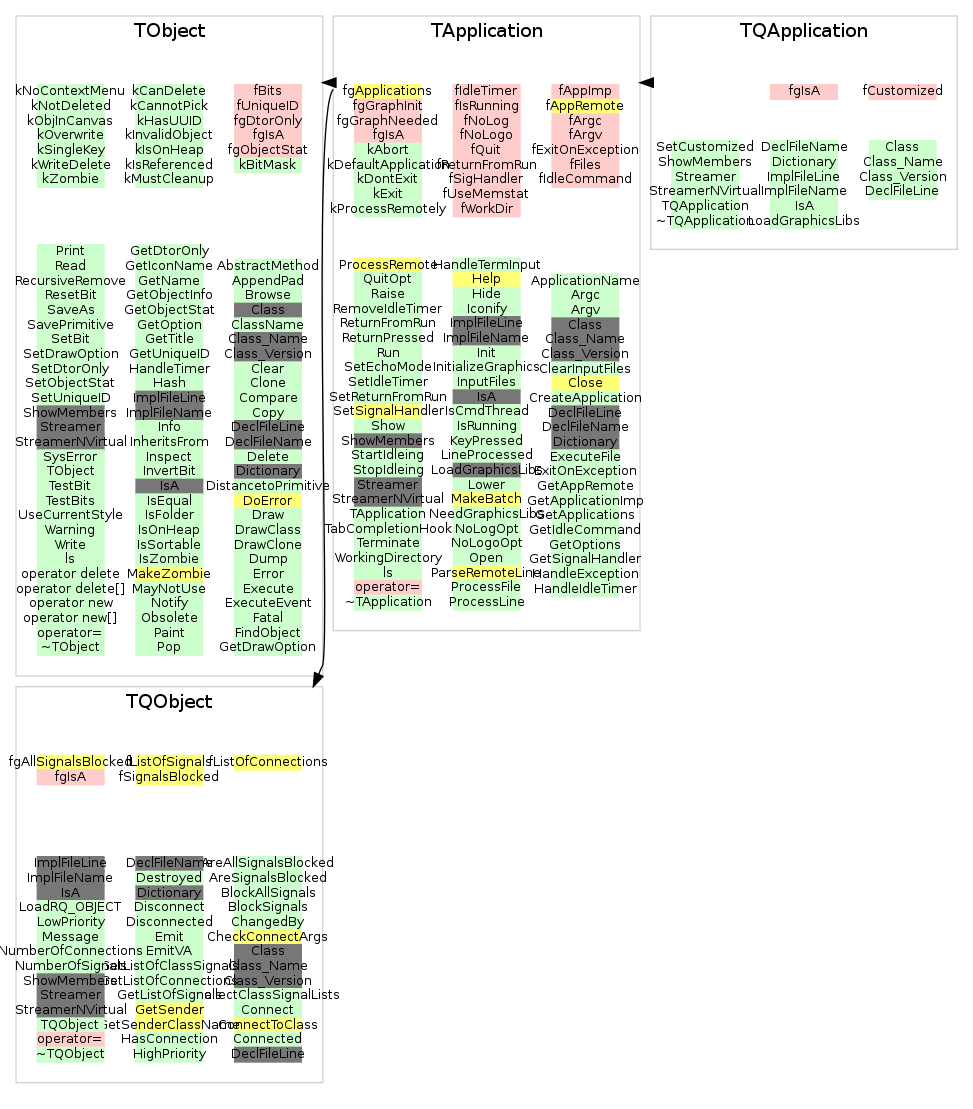 TObject
kNoContextMenu kCanDelete fBits
kNotDeleted kCannotPick fUniqueID
kObjInCanvas kHasUUID fgDtorOnly
kOverwrite kInvalidObject fgIsA
kSingleKey kIsOnHeap fgObjectStat
kWriteDelete kIsReferenced kBitMask
kZombie kMustCleanup
Print GetDtorOnly
Read GetIconName AbstractMethod
RecursiveRemove GetName AppendPad
ResetBit GetObjectInfo Browse
SaveAs GetObjectStat Class
SavePrimitive GetOption ClassName
SetBit GetTitle Class_Name
SetDrawOption GetUniqueID Class_Version
SetDtorOnly HandleTimer Clear
SetObjectStat Hash Clone
SetUniqueID ImplFileLine Compare
ShowMembers ImplFileName Copy
Streamer Info DeclFileLine
StreamerNVirtual InheritsFrom DeclFileName
SysError Inspect Delete
TObject InvertBit Dictionary
TestBit IsA DistancetoPrimitive
TestBits IsEqual DoError
UseCurrentStyle IsFolder Draw
Warning IsOnHeap DrawClass
Write IsSortable DrawClone
ls IsZombie Dump
operator delete MakeZombie Error
operator delete[] MayNotUse Execute
operator new Notify ExecuteEvent
operator new[] Obsolete Fatal
operator= Paint FindObject
~TObject Pop GetDrawOption
TApplication
fgApplications fIdleTimer fAppImp
fgGraphInit fIsRunning fAppRemote
fgGraphNeeded fNoLog fArgc
fgIsA fNoLogo fArgv
kAbort fQuit fExitOnException
kDefaultApplication fReturnFromRun fFiles
kDontExit fSigHandler fIdleCommand
kExit fUseMemstat
kProcessRemotely fWorkDir
ProcessRemote HandleTermInput
QuitOpt Help ApplicationName
Raise Hide Argc
RemoveIdleTimer Iconify Argv
ReturnFromRun ImplFileLine Class
ReturnPressed ImplFileName Class_Name
Run Init Class_Version
SetEchoMode InitializeGraphics ClearInputFiles
SetIdleTimer InputFiles Close
SetReturnFromRun IsA CreateApplication
SetSignalHandler IsCmdThread DeclFileLine
Show IsRunning DeclFileName
ShowMembers KeyPressed Dictionary
StartIdleing LineProcessed ExecuteFile
StopIdleing LoadGraphicsLibs ExitOnException
Streamer Lower GetAppRemote
StreamerNVirtual MakeBatch GetApplicationImp
TApplication NeedGraphicsLibs GetApplications
TabCompletionHook NoLogOpt GetIdleCommand
Terminate NoLogoOpt GetOptions
WorkingDirectory Open GetSignalHandler
ls ParseRemoteLine HandleException
operator= ProcessFile HandleIdleTimer
~TApplication ProcessLine
TQApplication
fgIsA fCustomized
SetCustomized DeclFileName Class
ShowMembers Dictionary Class_Name
Streamer ImplFileLine Class_Version
StreamerNVirtual ImplFileName DeclFileLine
TQApplication IsA
~TQApplication LoadGraphicsLibs
TQObject
fgAllSignalsBlocked fListOfSignals fListOfConnections
fgIsA fSignalsBlocked
ImplFileLine DeclFileName AreAllSignalsBlocked
ImplFileName Destroyed AreSignalsBlocked
IsA Dictionary BlockAllSignals
LoadRQ_OBJECT Disconnect BlockSignals
LowPriority Disconnected ChangedBy
Message Emit CheckConnectArgs
NumberOfConnections EmitVA Class
NumberOfSignals GetListOfClassSignals Class_Name
ShowMembers GetListOfConnections Class_Version
Streamer GetListOfSignals CollectClassSignalLists
StreamerNVirtual GetSender Connect
TQObject GetSenderClassName ConnectToClass
operator= HasConnection Connected
~TQObject HighPriority DeclFileLine